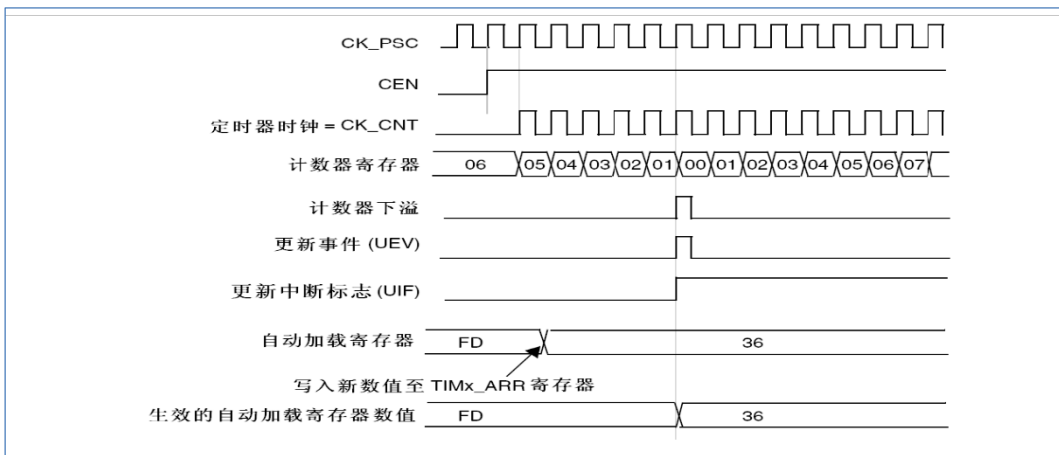 CK_PSC
CEN
定时器时钟 = CK_CNT
计数器寄存器 06 05 04 03 02 01 00 01 02 03 04 05 06 07
计数器下溢
更新事件 (UEV)
更新中断标志 (UIF)
自动加载寄存器 FD 36
写入新数值至 TIMx_ARR 寄存器
生效的自动加载寄存器数值 FD 36